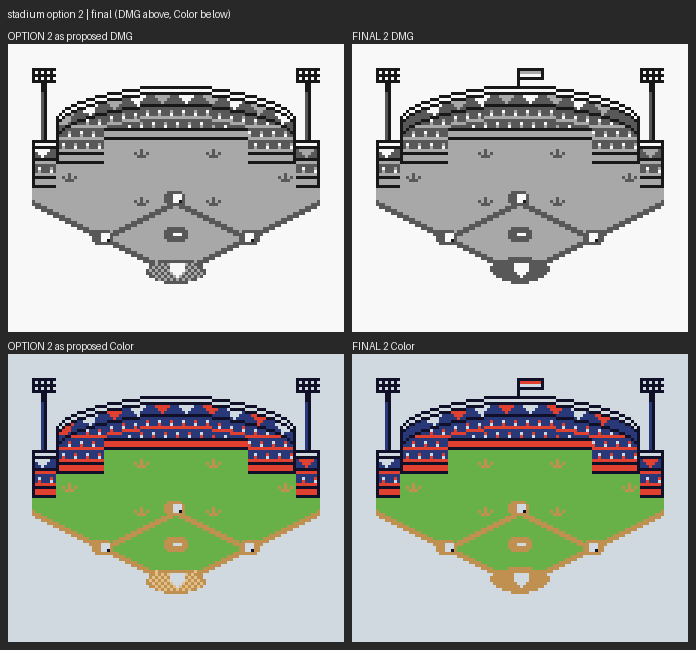 stadium option 2 | final (DMG above, Color below)
OPTION 2 as proposed DMG
FINAL 2 DMG
OPTION 2 as proposed Color
FINAL 2 Color